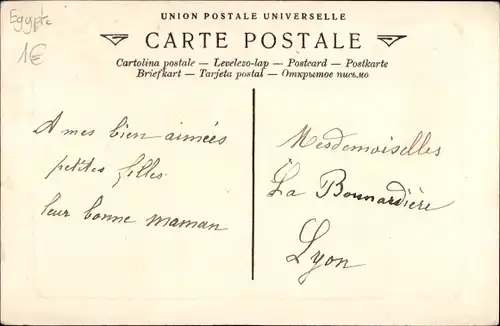 Egypte
1€
UNION POSTALE UNIVERSELLE
CARTE POSTALE
Cartolina postale — Levelezo-lap — Postcard — Postkarte
Briefkart — Tarjeta postal — Открытое письмо
A mes bien aimées
petites filles
leur bonne maman
Mesdemoiselles
La Bonnardière
Lyon